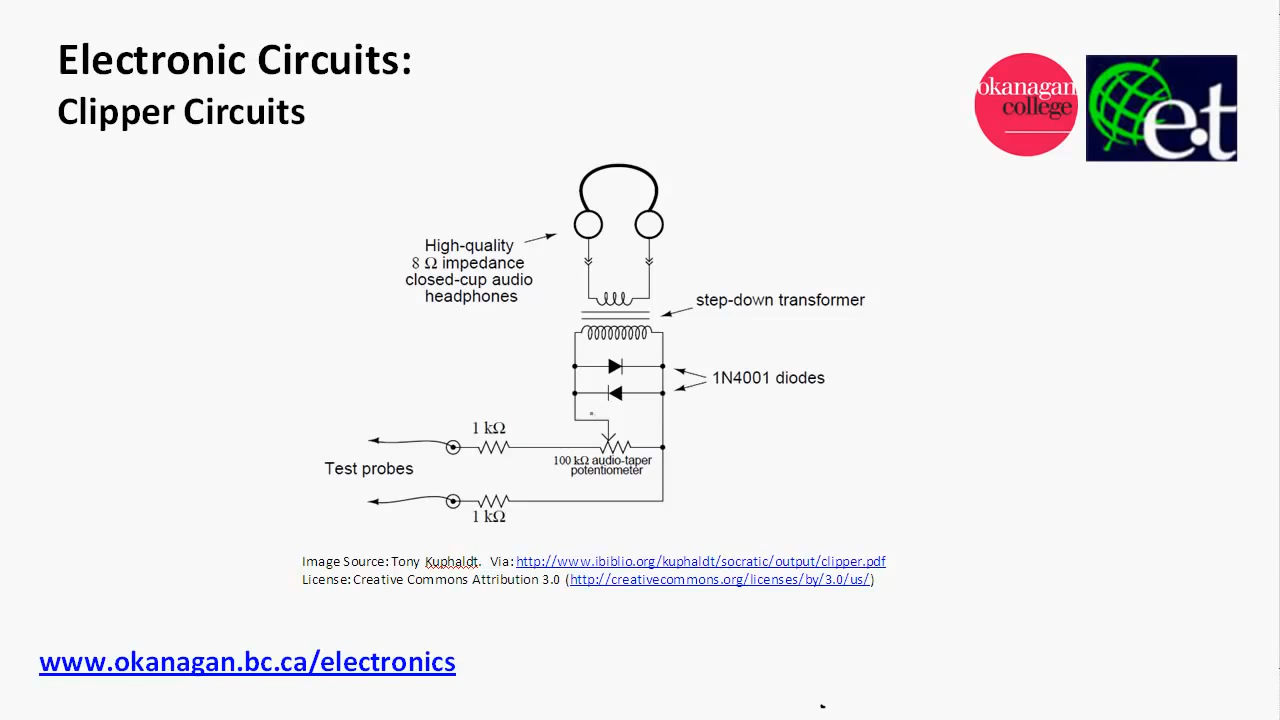 Electronic Circuits:
Clipper Circuits
okanagan
college
e.t
High-quality
8 Ω impedance
closed-cup audio
headphones
step-down transformer
1N4001 diodes
1 kΩ
100 kΩ audio-taper
potentiometer
Test probes
1 kΩ
Image Source: Tony Kuphaldt. Via: http://www.ibiblio.org/kuphaldt/socratic/output/clipper.pdf
License: Creative Commons Attribution 3.0 (http://creativecommons.org/licenses/by/3.0/us/)
www.okanagan.bc.ca/electronics